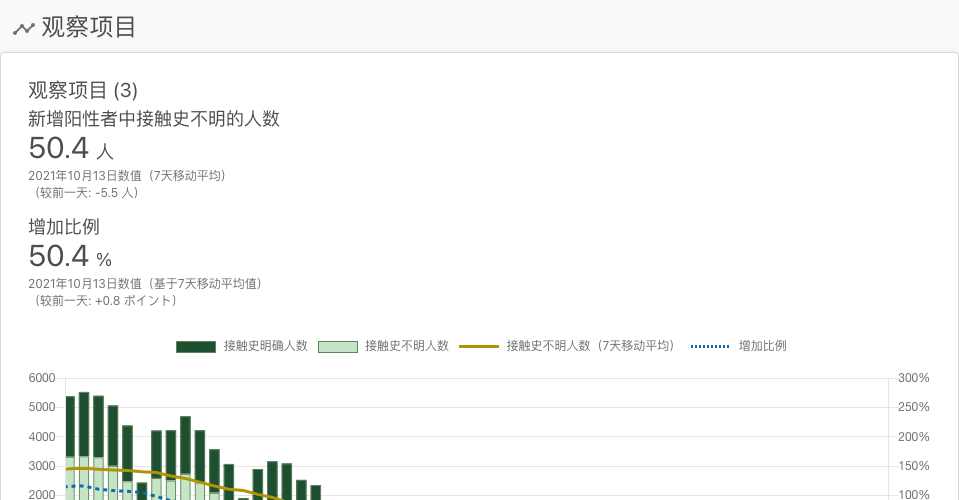 观察项目
观察项目 (3)
新增阳性者中接触史不明的人数
50.4 人
2021年10月13日数值（7天移动平均）
（较前一天: -5.5 人）
增加比例
50.4 %
2021年10月13日数值（基于7天移动平均值）
（较前一天: +0.8 ポイント）
接触史明确人数 接触史不明人数 接触史不明人数（7天移动平均） 增加比例
6000 300%
5000 250%
4000 200%
3000 150%
2000 100%